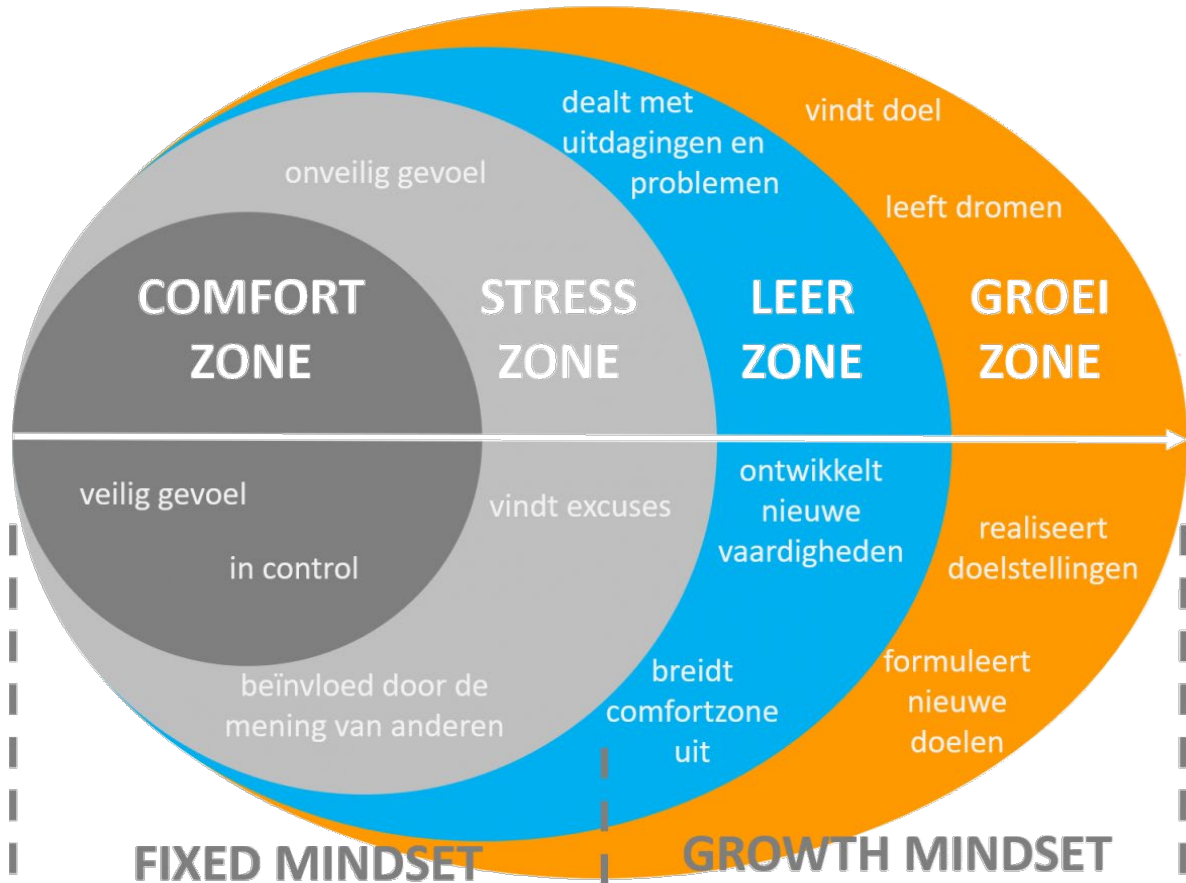 COMFORT
ZONE
veilig gevoel
in control
onveilig gevoel
STRESS
ZONE
vindt excuses
beïnvloed door de
mening van anderen
dealt met
uitdagingen en
problemen
LEER
ZONE
ontwikkelt
nieuwe
vaardigheden
breidt
comfortzone
uit
vindt doel
leeft dromen
GROEI
ZONE
realiseert
doelstellingen
formuleert
nieuwe
doelen
FIXED MINDSET
GROWTH MINDSET